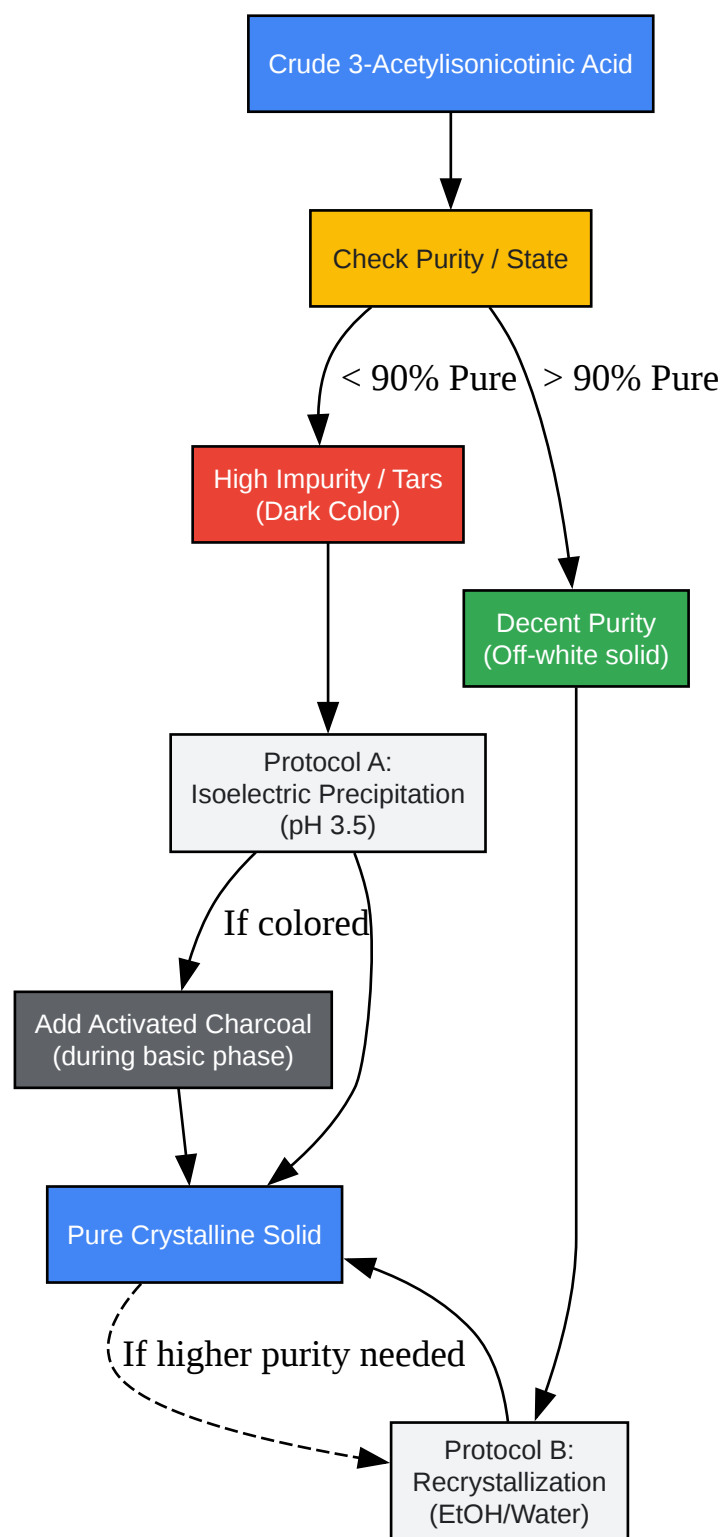 Crude 3-Acetylisonicotinic Acid
Check Purity / State
< 90% Pure
> 90% Pure
High Impurity / Tars
(Dark Color)
Decent Purity
(Off-white solid)
Protocol A:
Isoelectric Precipitation
(pH 3.5)
If colored
Add Activated Charcoal
(during basic phase)
Pure Crystalline Solid
If higher purity needed
Protocol B:
Recrystallization
(EtOH/Water)